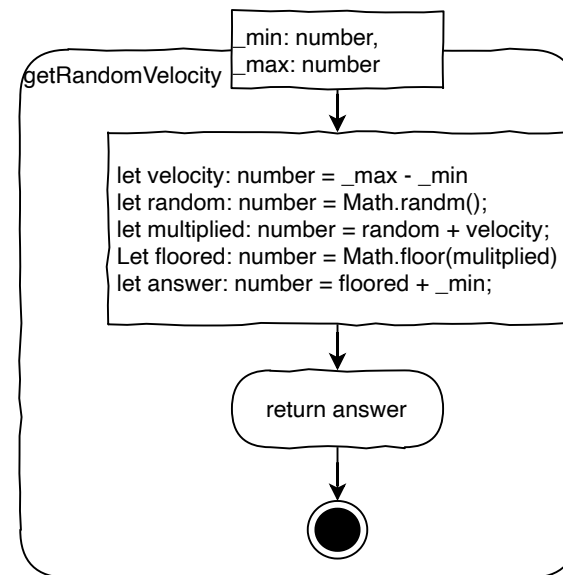 _min: number,
_max: number
getRandomVelocity
let velocity: number = _max - _min
let random: number = Math.randm();
let multiplied: number = random + velocity;
Let floored: number = Math.floor(mulitplied)
let answer: number = floored + _min;
return answer